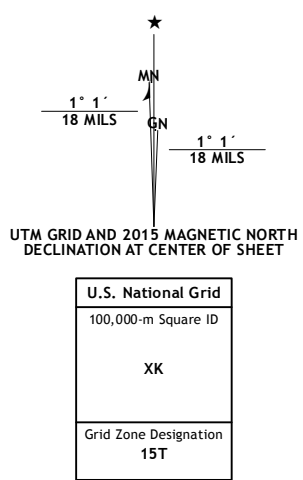 MN
1° 1´
18 MILS
GN
1° 1´
18 MILS
UTM GRID AND 2015 MAGNETIC NORTH
DECLINATION AT CENTER OF SHEET
U.S. National Grid
100,000-m Square ID
XK
Grid Zone Designation
15T